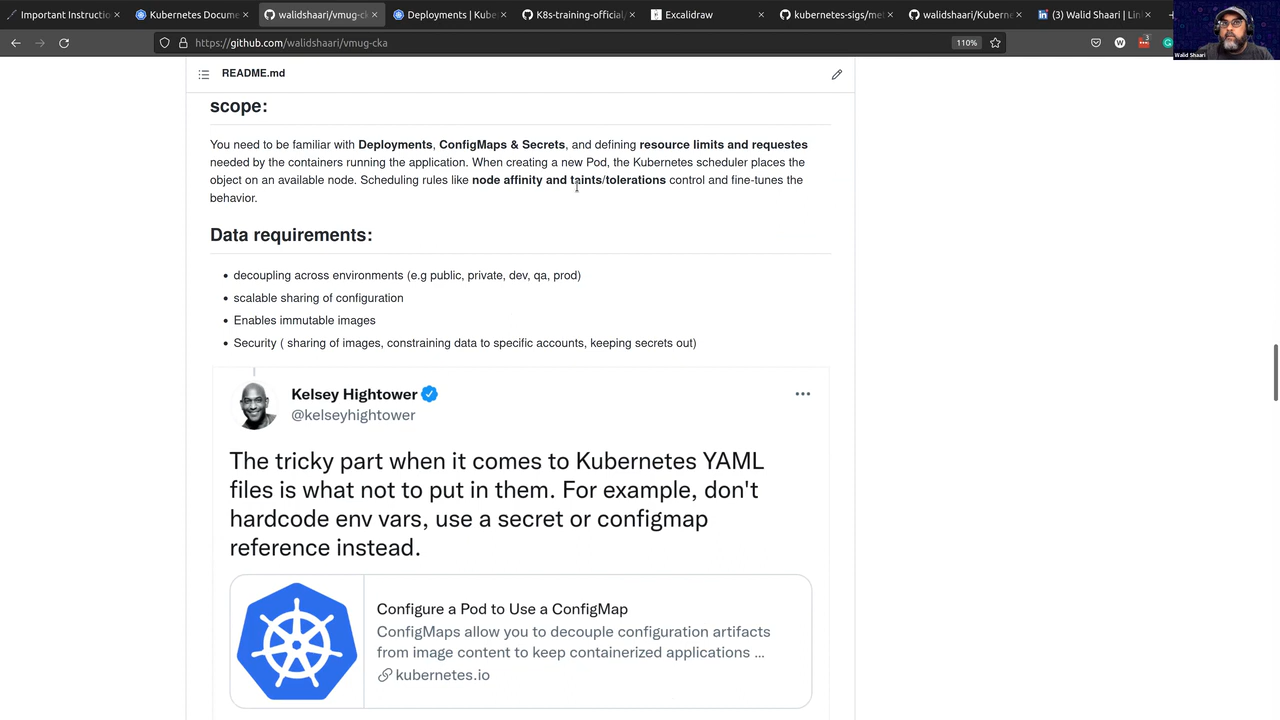 Important Instructio
Kubernetes Docume
walidshaari/vmug-ck
Deployments | Kube
K8s-training-official/
Excalidraw
kubernetes-sigs/met
walidshaari/Kuberne
(3) Walid Shaari | Lin
https://github.com/walidshaari/vmug-cka
110%
Walid Shaari
README.md
scope:
You need to be familiar with Deployments, ConfigMaps & Secrets, and defining resource limits and requestes
needed by the containers running the application. When creating a new Pod, the Kubernetes scheduler places the
object on an available node. Scheduling rules like node affinity and taints/tolerations control and fine-tunes the
behavior.
Data requirements:
• decoupling across environments (e.g public, private, dev, qa, prod)
• scalable sharing of configuration
• Enables immutable images
• Security ( sharing of images, constraining data to specific accounts, keeping secrets out)
Kelsey Hightower
@kelseyhightower
The tricky part when it comes to Kubernetes YAML
files is what not to put in them. For example, don't
hardcode env vars, use a secret or configmap
reference instead.
Configure a Pod to Use a ConfigMap
ConfigMaps allow you to decouple configuration artifacts
from image content to keep containerized applications ...
kubernetes.io